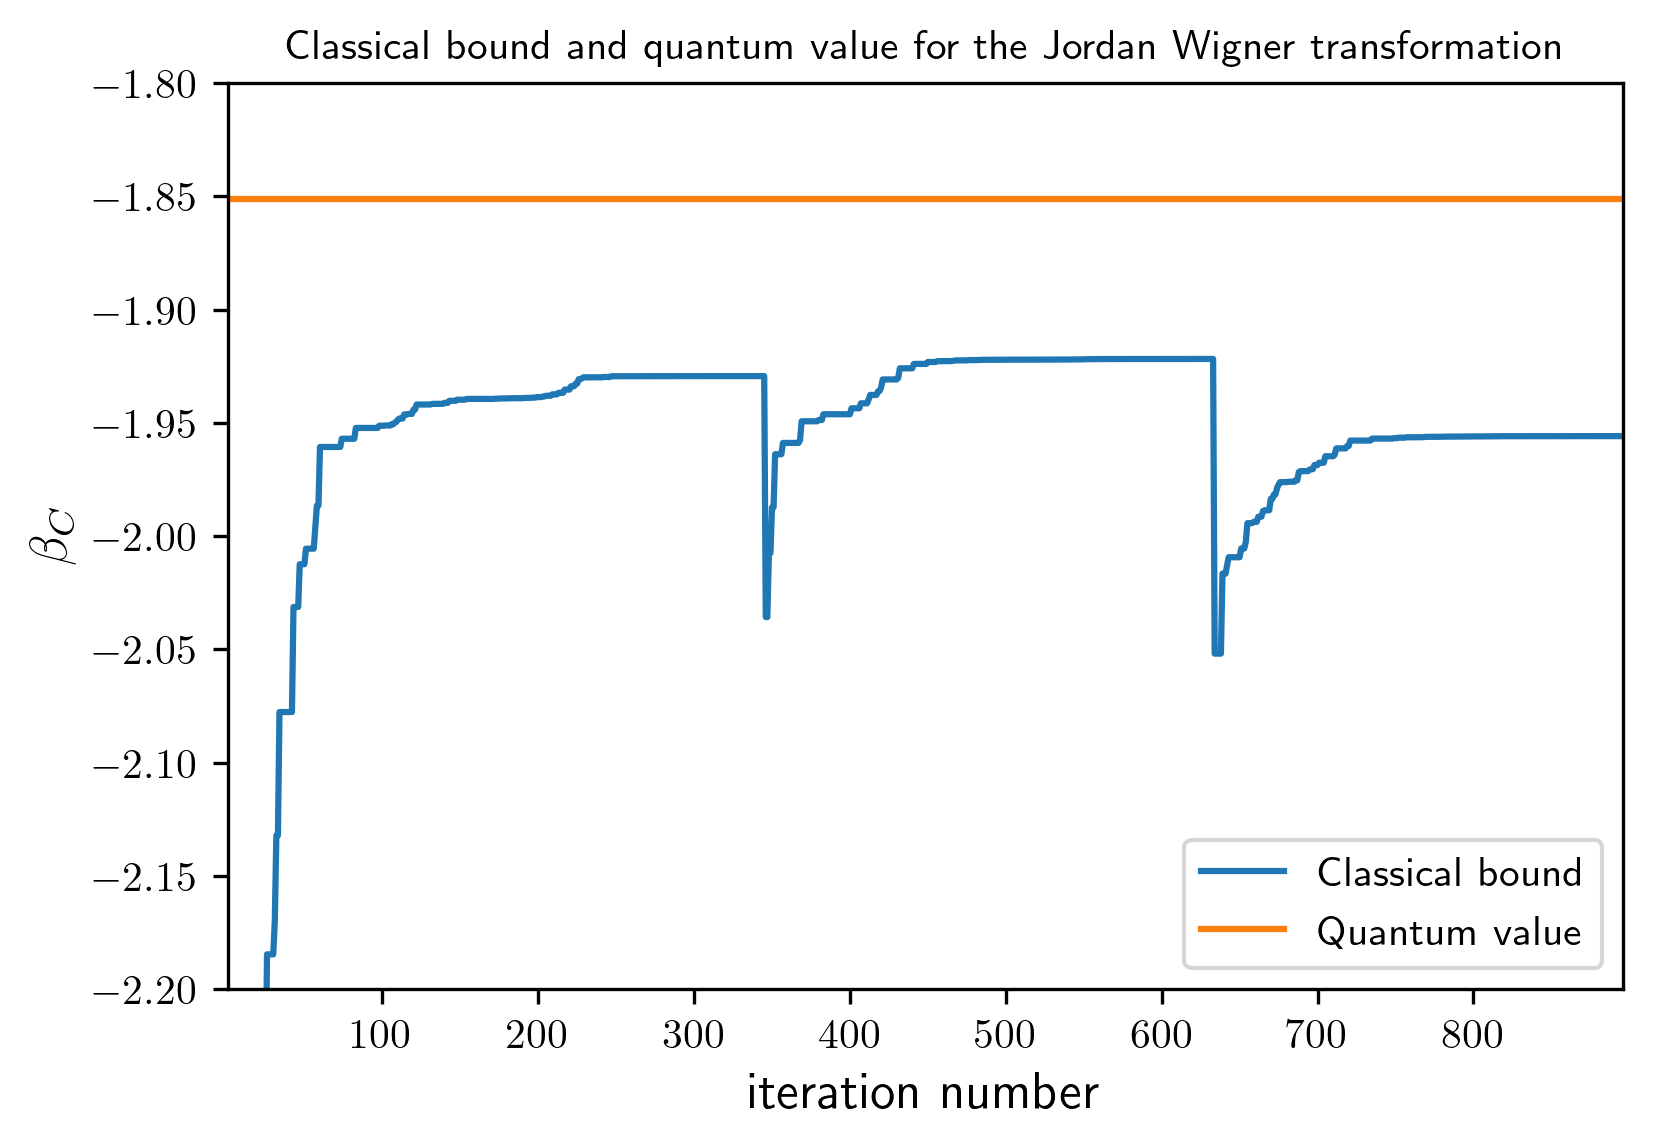 Classical bound and quantum value for the Jordan Wigner transformation
−1.80
−1.85
−1.90
−1.95
−2.00
−2.05
−2.10
−2.15
−2.20
β_C
100 200 300 400 500 600 700 800
iteration number
Classical bound
Quantum value